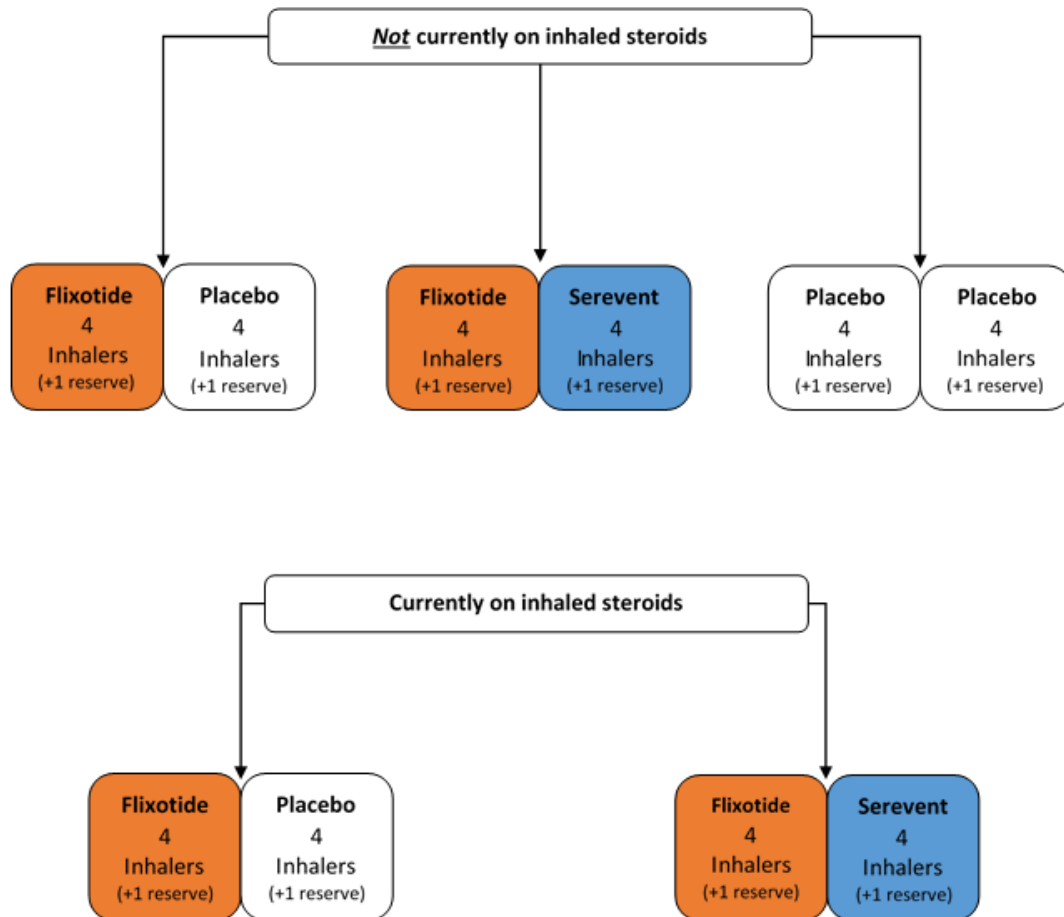 Not currently on inhaled steroids
Flixotide
4
Inhalers
(+1 reserve)
Placebo
4
Inhalers
(+1 reserve)
Flixotide
4
Inhalers
(+1 reserve)
Serevent
4
Inhalers
(+1 reserve)
Placebo
4
Inhalers
(+1 reserve)
Placebo
4
Inhalers
(+1 reserve)
Currently on inhaled steroids
Flixotide
4
Inhalers
(+1 reserve)
Placebo
4
Inhalers
(+1 reserve)
Flixotide
4
Inhalers
(+1 reserve)
Serevent
4
Inhalers
(+1 reserve)